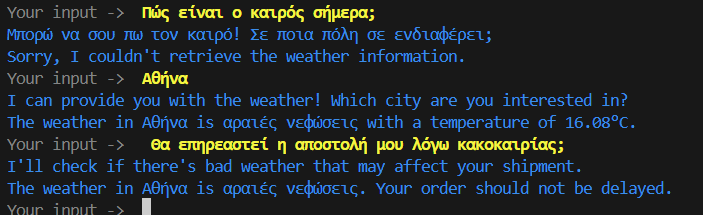 Your input -> Πώς είναι ο καιρός σήμερα;
Μπορώ να σου πω τον καιρό! Σε ποια πόλη σε ενδιαφέρει;
Sorry, I couldn't retrieve the weather information.
Your input -> Αθήνα
I can provide you with the weather! Which city are you interested in?
The weather in Αθήνα is αραιές νεφώσεις with a temperature of 16.08°C.
Your input -> Θα επηρεαστεί η αποστολή μου λόγω κακοκαιρίας;
I'll check if there's bad weather that may affect your shipment.
The weather in Αθήνα is αραιές νεφώσεις. Your order should not be delayed.
Your input ->